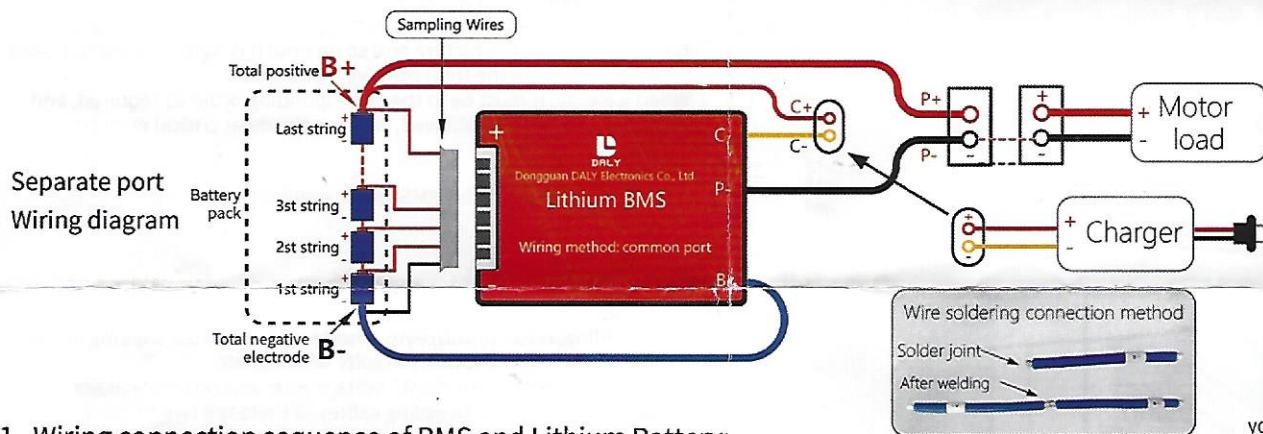 Sampling Wires
Total positive B+
Last string
+
-
Battery
pack
3st string
+
-
2st string
+
-
1st string
+
-
Total negative
electrode B-
Separate port
Wiring diagram
+
DALY
Dongguan DALY Electronics Co., Ltd.
Lithium BMS
Wiring method: common port
-
C-
P-
B-
C+
C-
P+
P-
-
+
-
+
-
Motor
load
+
-
+
-
Charger
Wire soldering connection method
Solder joint
After welding
1. Wiring connection sequence of BMS and Lithium Battery